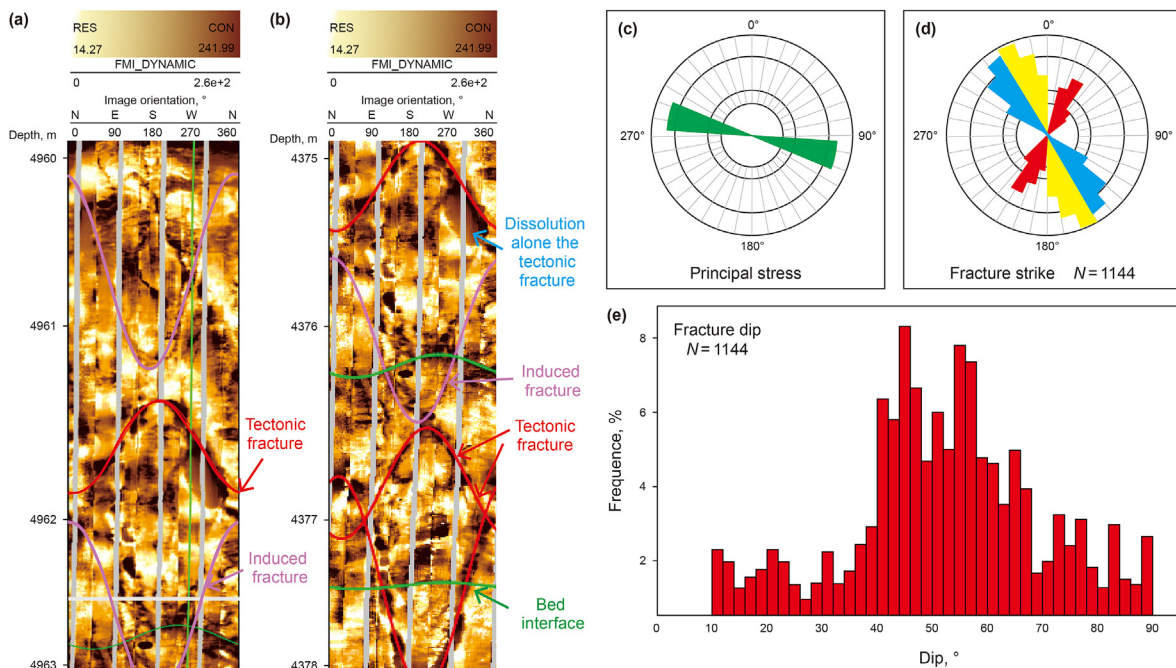 (a)
RES
CON
14.27
241.99
FMI_DYNAMIC
0
2.6e+2
Image orientation, °
N E S W N
Depth, m
0 90 180 270 360
4960
4961
4962
4963
Tectonic
fracture
Induced
fracture
(b)
RES
CON
14.27
241.99
FMI_DYNAMIC
0
2.6e+2
Image orientation, °
N E S W N
Depth, m
0 90 180 270 360
4375
4376
4377
4378
Dissolution
alone the
tectonic
fracture
Induced
fracture
Tectonic
fracture
Bed
interface
(c)
0°
270°
90°
180°
Principal stress
(d)
0°
270°
90°
180°
Fracture strike N = 1144
(e)
Fracture dip
N = 1144
Frequence, %
8
6
4
2
0 10 20 30 40 50 60 70 80 90
Dip, °